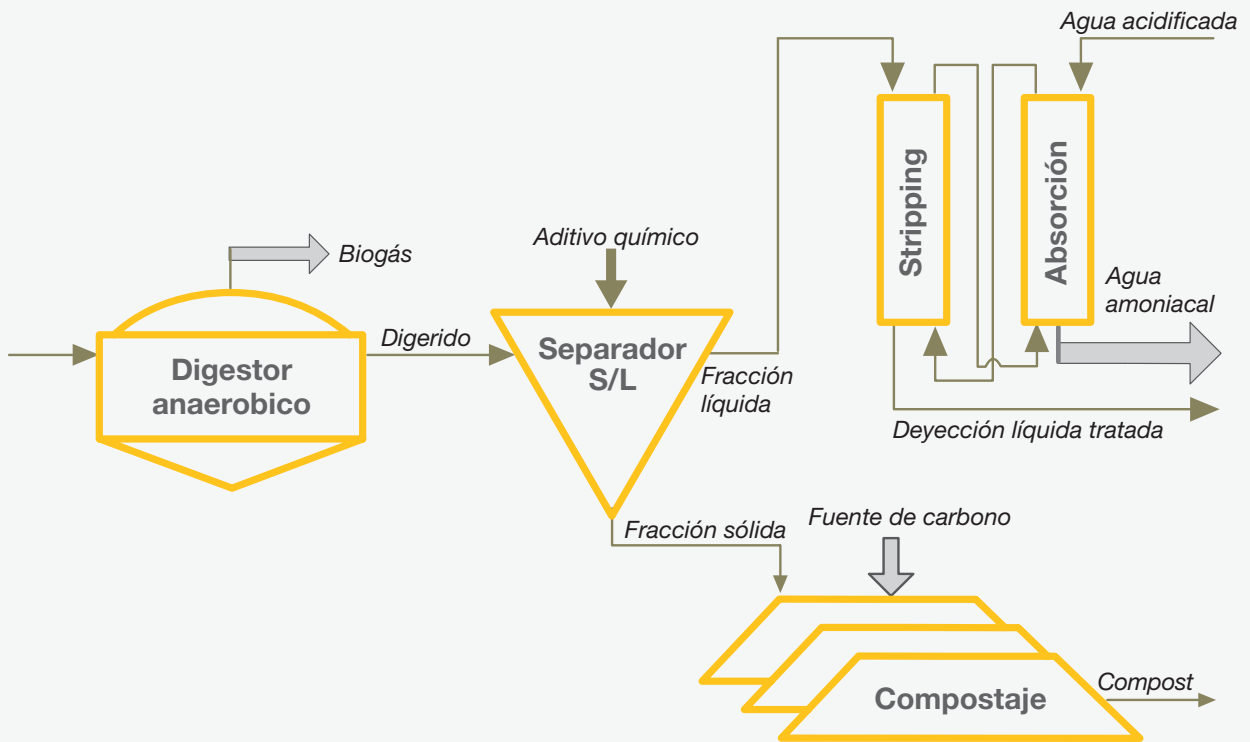 Agua acidificada
Stripping
Absorción
Aditivo químico
Biogás
Agua
amoniacal
Digerido
Separador
S/L
Digestor
anaerobico
Fracción
líquida
Deyección líquida tratada
Fracción sólida
Fuente de carbono
Compostaje
Compost